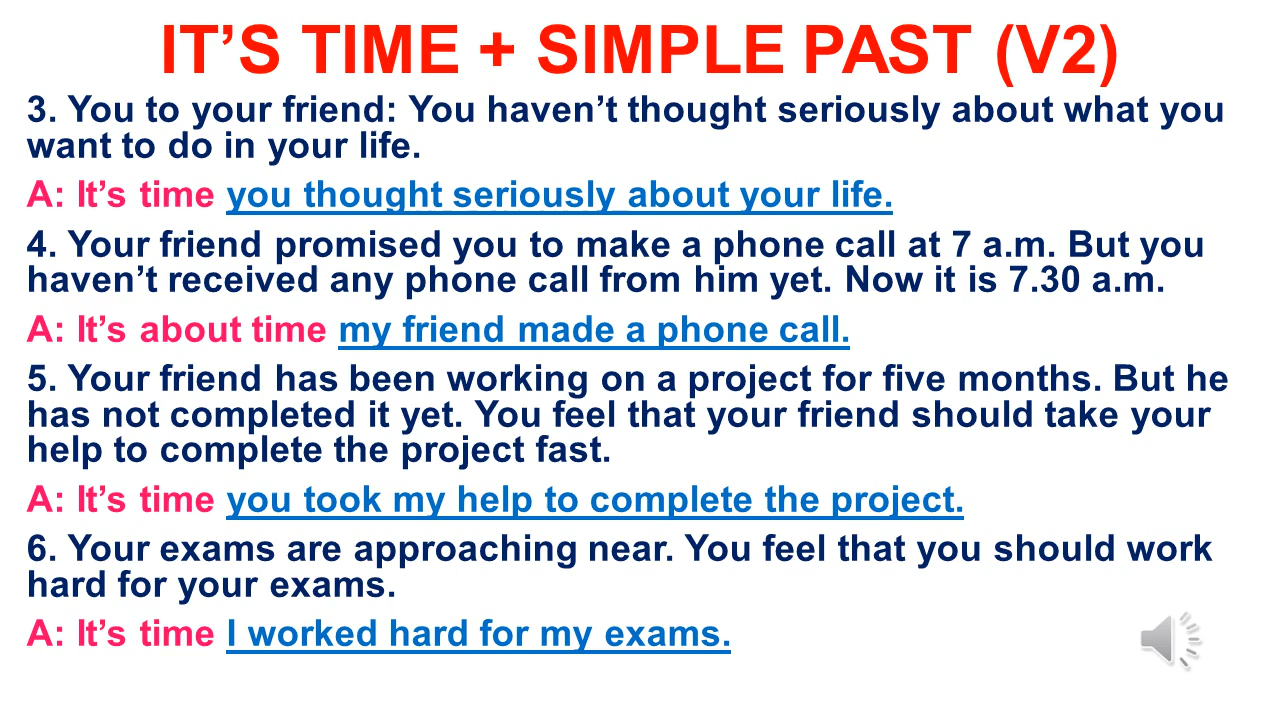 IT’S TIME + SIMPLE PAST (V2)
3. You to your friend: You haven’t thought seriously about what you
want to do in your life.
A: It’s time you thought seriously about your life.
4. Your friend promised you to make a phone call at 7 a.m. But you
haven’t received any phone call from him yet. Now it is 7.30 a.m.
A: It’s about time my friend made a phone call.
5. Your friend has been working on a project for five months. But he
has not completed it yet. You feel that your friend should take your
help to complete the project fast.
A: It’s time you took my help to complete the project.
6. Your exams are approaching near. You feel that you should work
hard for your exams.
A: It’s time I worked hard for my exams.